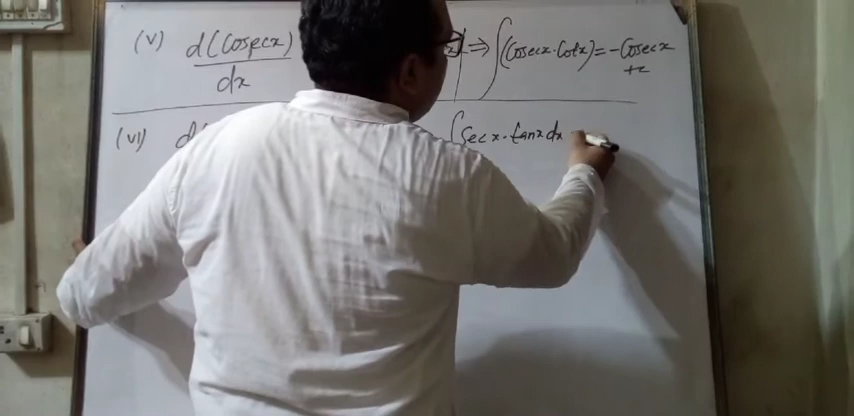 (V) d(Cosecx) ⇒ ∫(Cosecx·Cotx) = -Cosecx
dx +c
(VI) ∫Secx·tanx dx